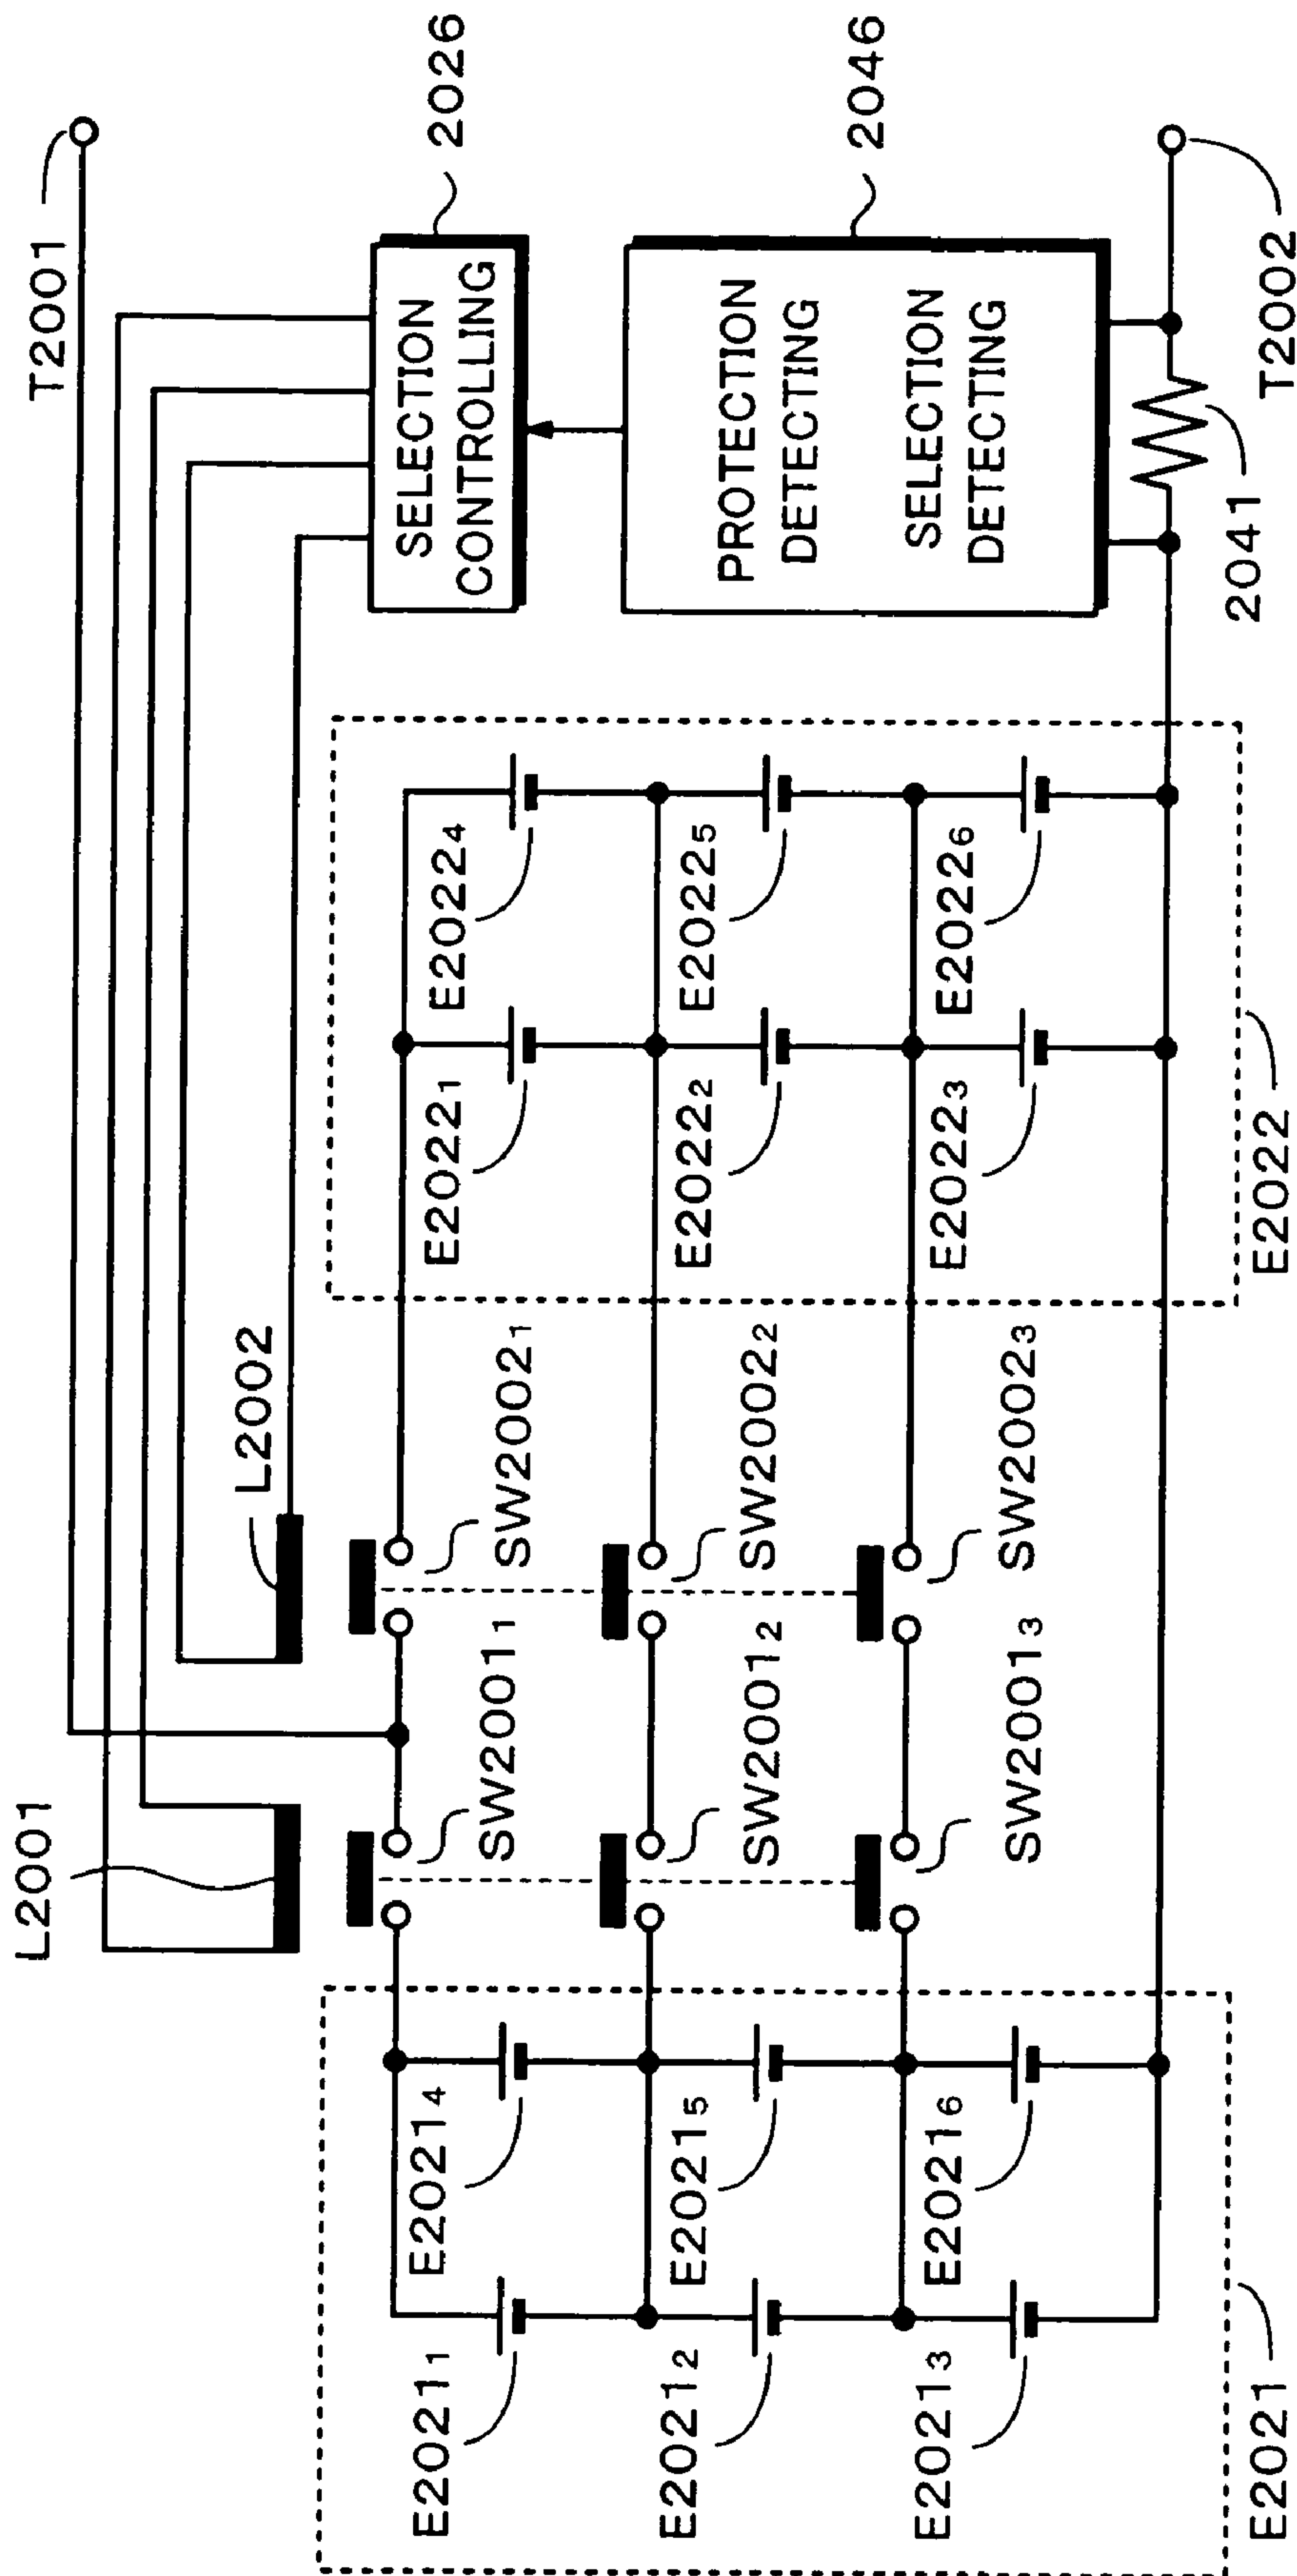 T2001
L2001
L2002
SELECTION
CONTROLLING
2026
PROTECTION
DETECTING
SELECTION
DETECTING
2046
SW2001₁
SW2002₁
SW2001₂
SW2002₂
SW2001₃
SW2002₃
E2021₁
E2021₄
E2021₂
E2021₅
E2021₃
E2021₆
E2022₁
E2022₄
E2022₂
E2022₅
E2022₃
E2022₆
E2021
E2022
2041
T2002